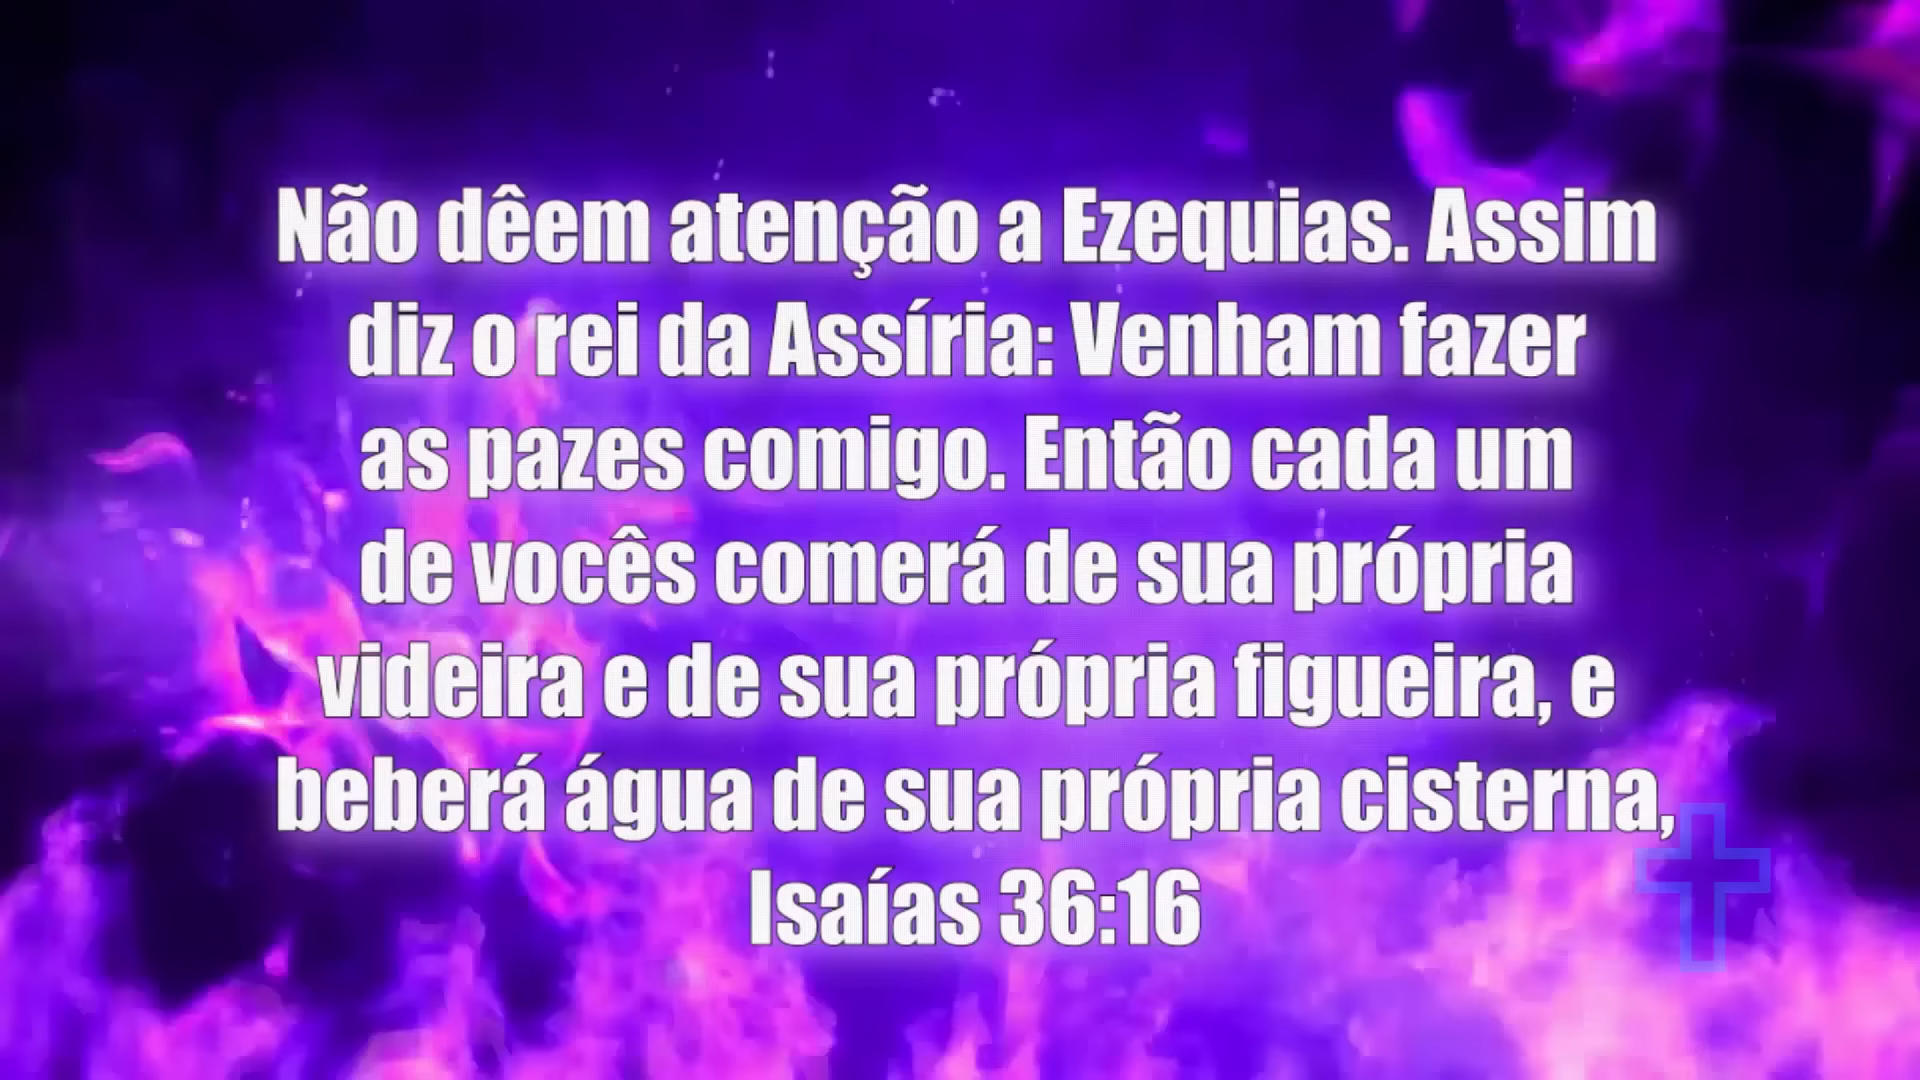 Não dêem atenção a Ezequias. Assim
diz o rei da Assíria: Venham fazer
as pazes comigo. Então cada um
de vocês comerá de sua própria
videira e de sua própria figueira, e
beberá água de sua própria cisterna,
Isaías 36:16